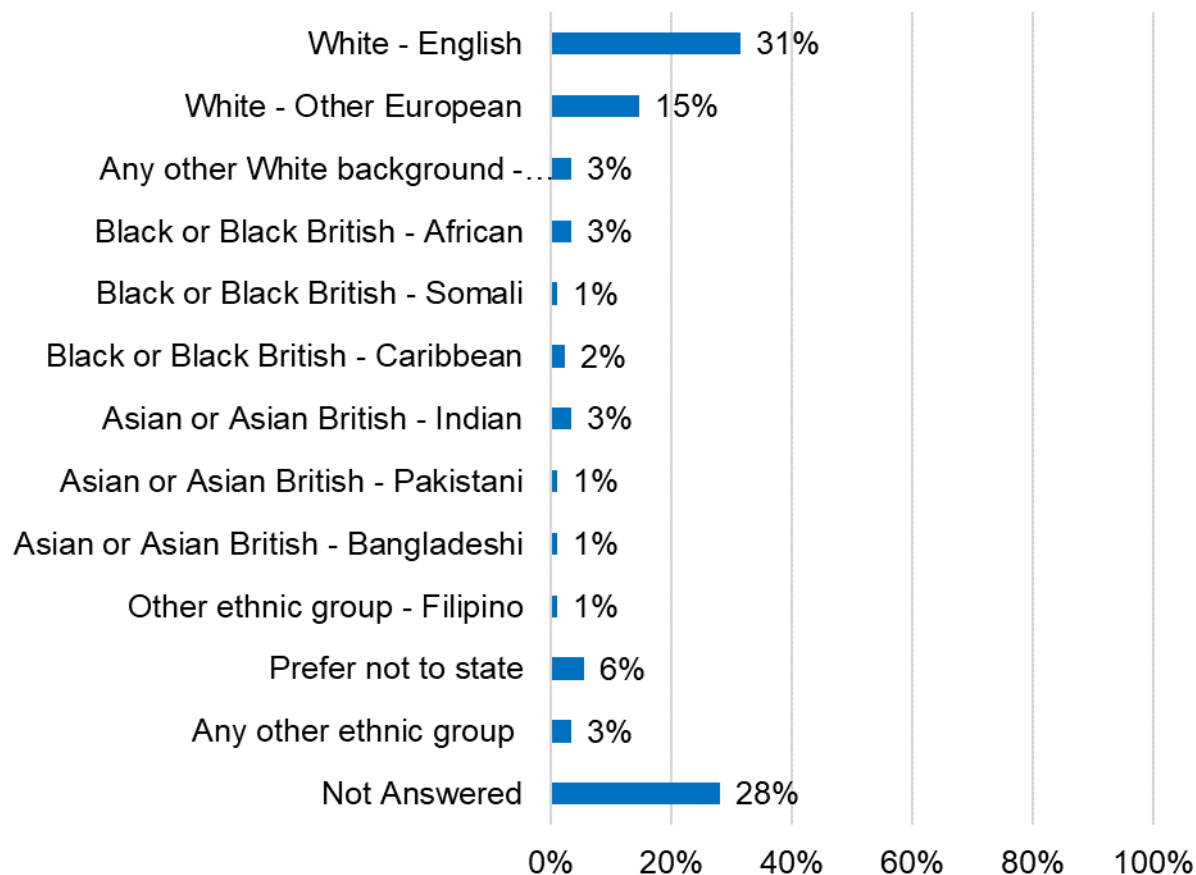 White - English 31%
White - Other European 15%
Any other White background -… 3%
Black or Black British - African 3%
Black or Black British - Somali 1%
Black or Black British - Caribbean 2%
Asian or Asian British - Indian 3%
Asian or Asian British - Pakistani 1%
Asian or Asian British - Bangladeshi 1%
Other ethnic group - Filipino 1%
Prefer not to state 6%
Any other ethnic group 3%
Not Answered 28%
0% 20% 40% 60% 80% 100%